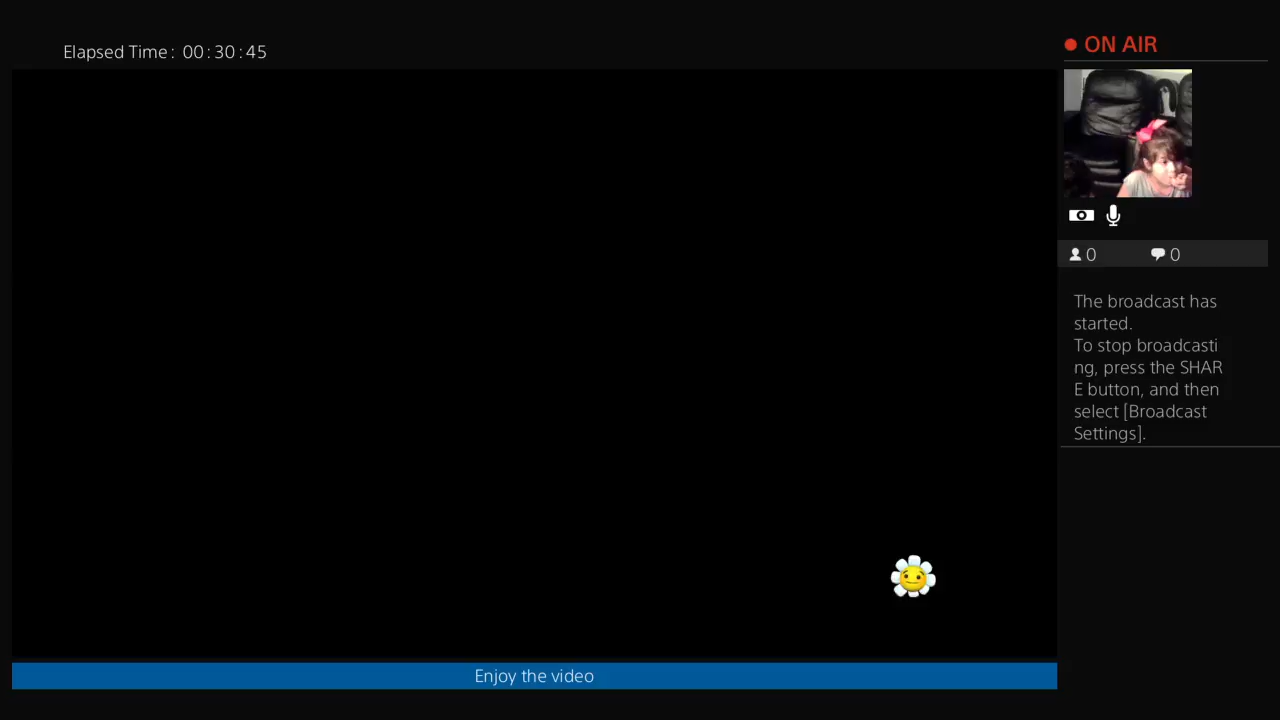 Elapsed Time: 00:30:45
ON AIR
0 0
The broadcast has
started.
To stop broadcasti
ng, press the SHAR
E button, and then
select [Broadcast
Settings].
Enjoy the video